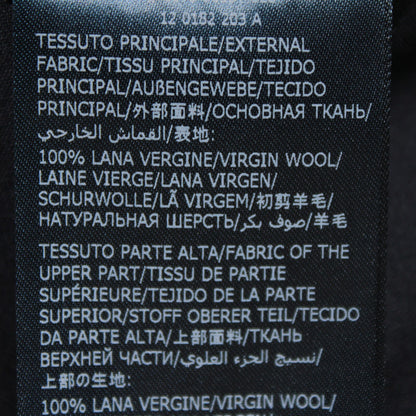 12 0182 203 A
TESSUTO PRINCIPALE/EXTERNAL
FABRIC/TISSU PRINCIPAL/TEJIDO
PRINCIPAL/AUßENGEWEBE/TECIDO
PRINCIPAL/外部面料/ОСНОВНАЯ ТКАНЬ/
القماش الخارجي/表地:
100% LANA VERGINE/VIRGIN WOOL/
LAINE VIERGE/LANA VIRGEN/
SCHURWOLLE/LÃ VIRGEM/初剪羊毛/
НАТУРАЛЬНАЯ ШЕРСТЬ/صوف بكر/羊毛
TESSUTO PARTE ALTA/FABRIC OF THE
UPPER PART/TISSU DE PARTIE
SUPÉRIEURE/TEJIDO DE LA PARTE
SUPERIOR/STOFF OBERER TEIL/TECIDO
DA PARTE ALTA/上部面料/ТКАНЬ
ВЕРХНЕЙ ЧАСТИ/نسيج الجزء العلوي/
上部の生地:
100% LANA VERGINE/VIRGIN WOOL/